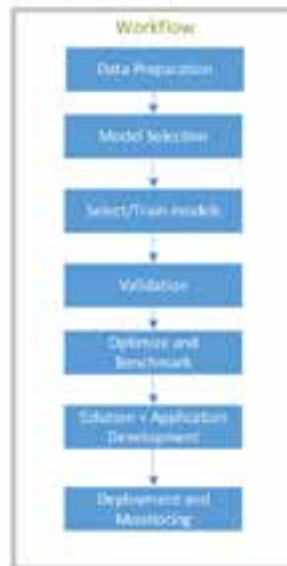 Workflow
Data Preparation
Model Selection
Select/Train models
Validation
Optimize and
Benchmark
Solution + Application
Development
Deployment and
Monitoring